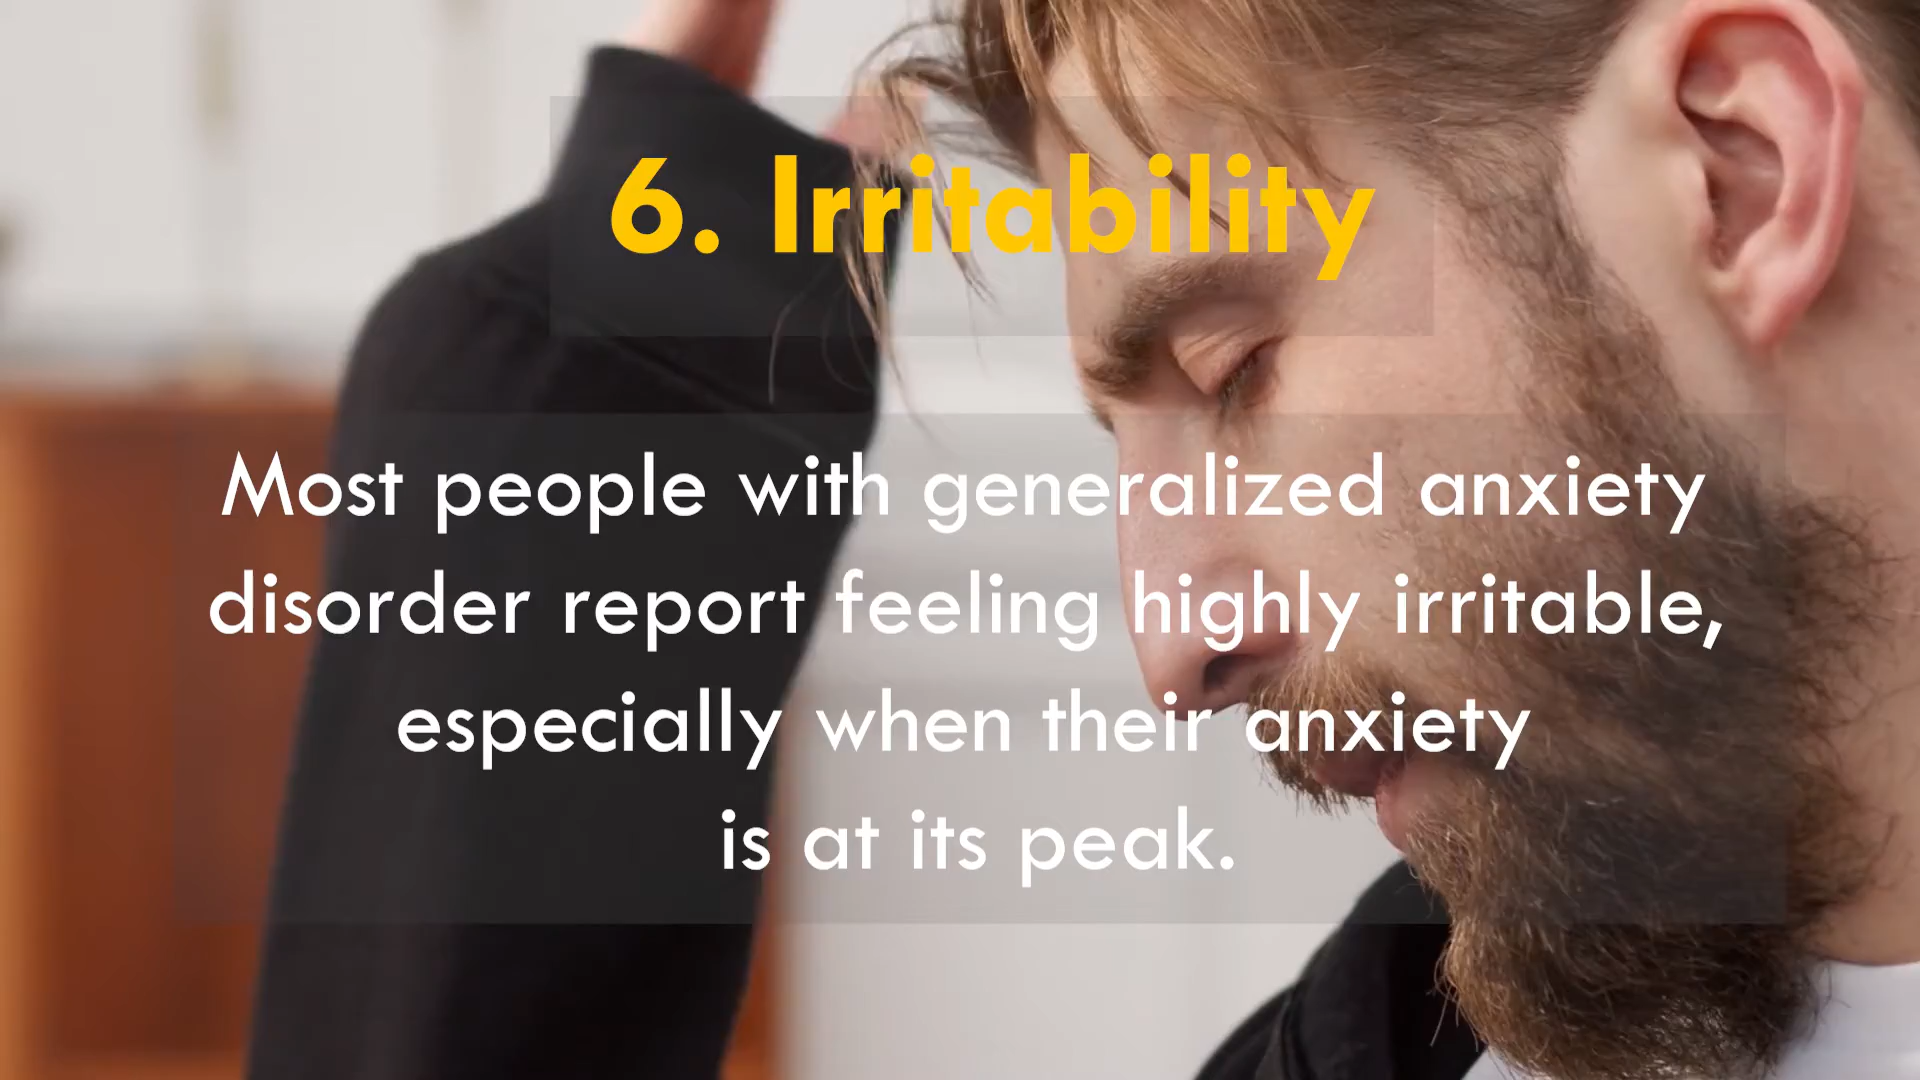 6. Irritability
Most people with generalized anxiety
disorder report feeling highly irritable,
especially when their anxiety
is at its peak.